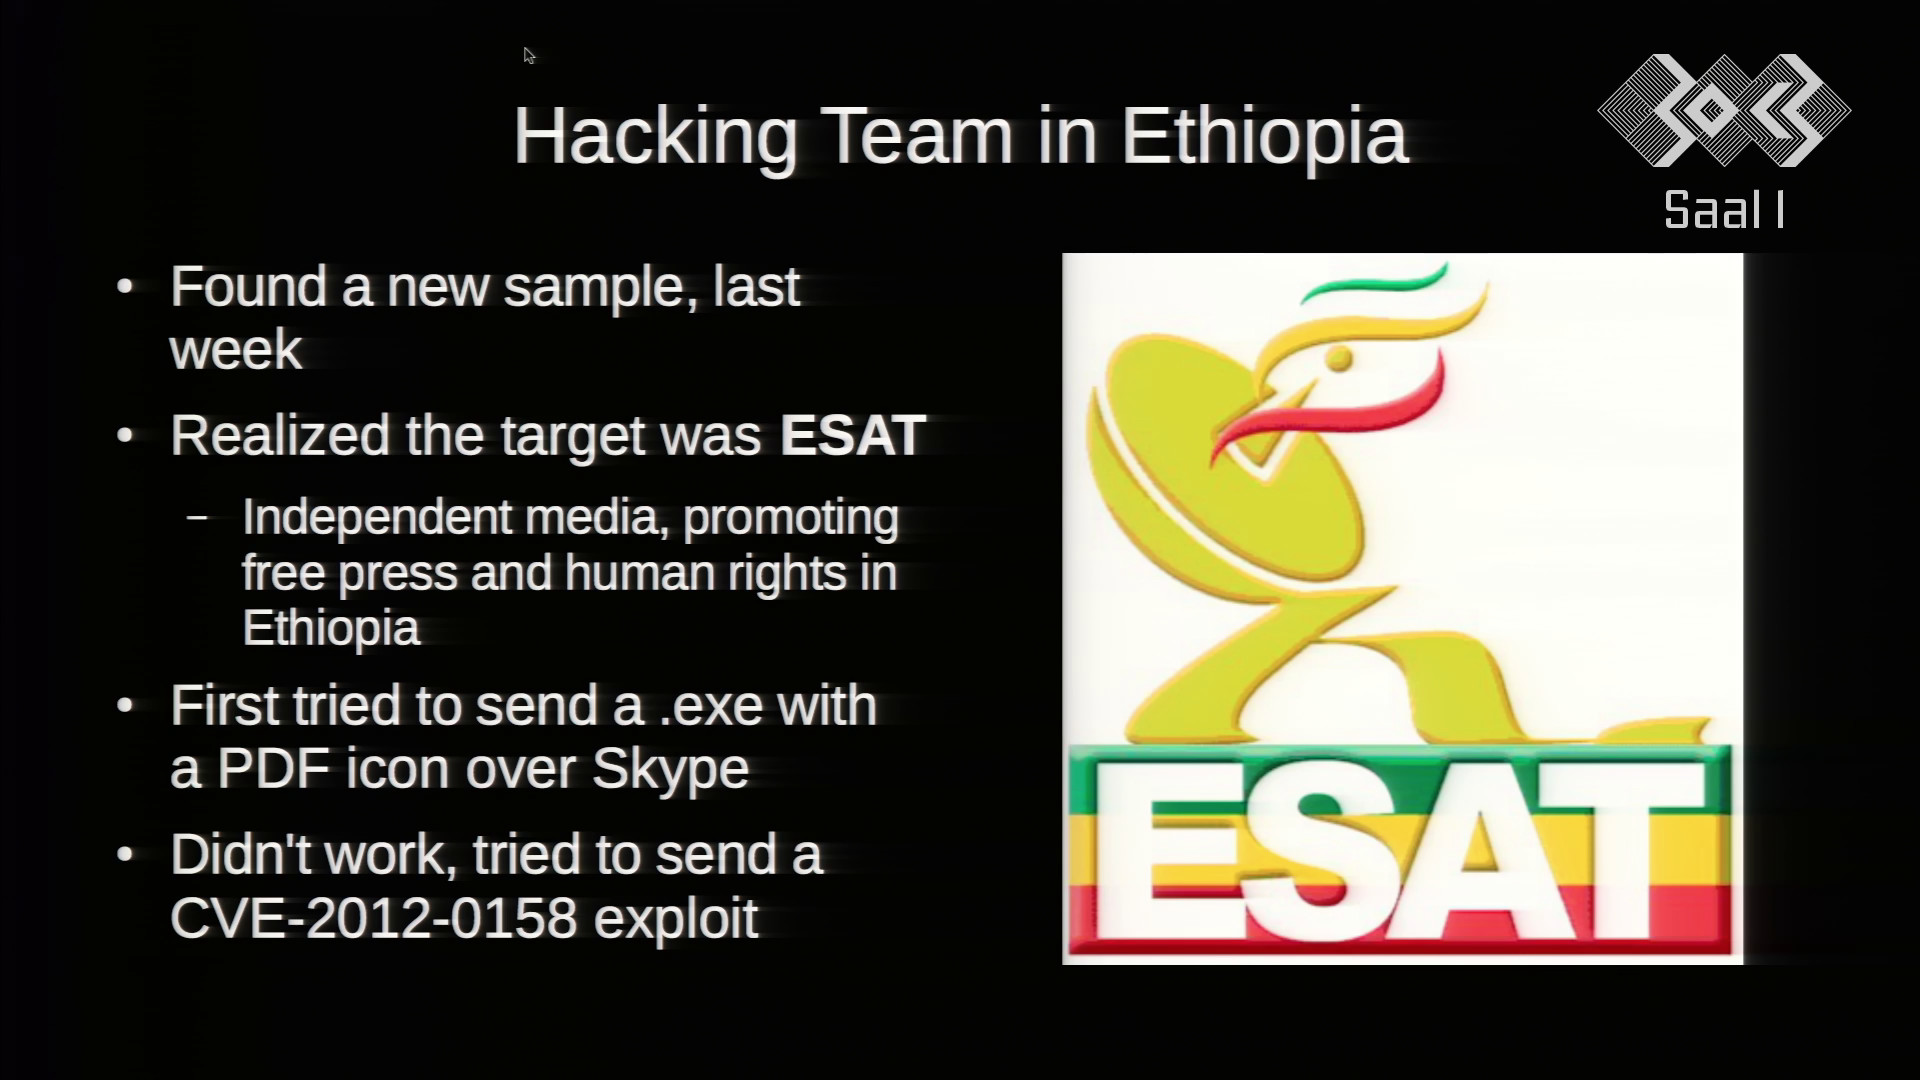 Hacking Team in Ethiopia
Saal 1
• Found a new sample, last
week
• Realized the target was ESAT
– Independent media, promoting
free press and human rights in
Ethiopia
• First tried to send a .exe with
a PDF icon over Skype
• Didn't work, tried to send a
CVE-2012-0158 exploit
ESAT